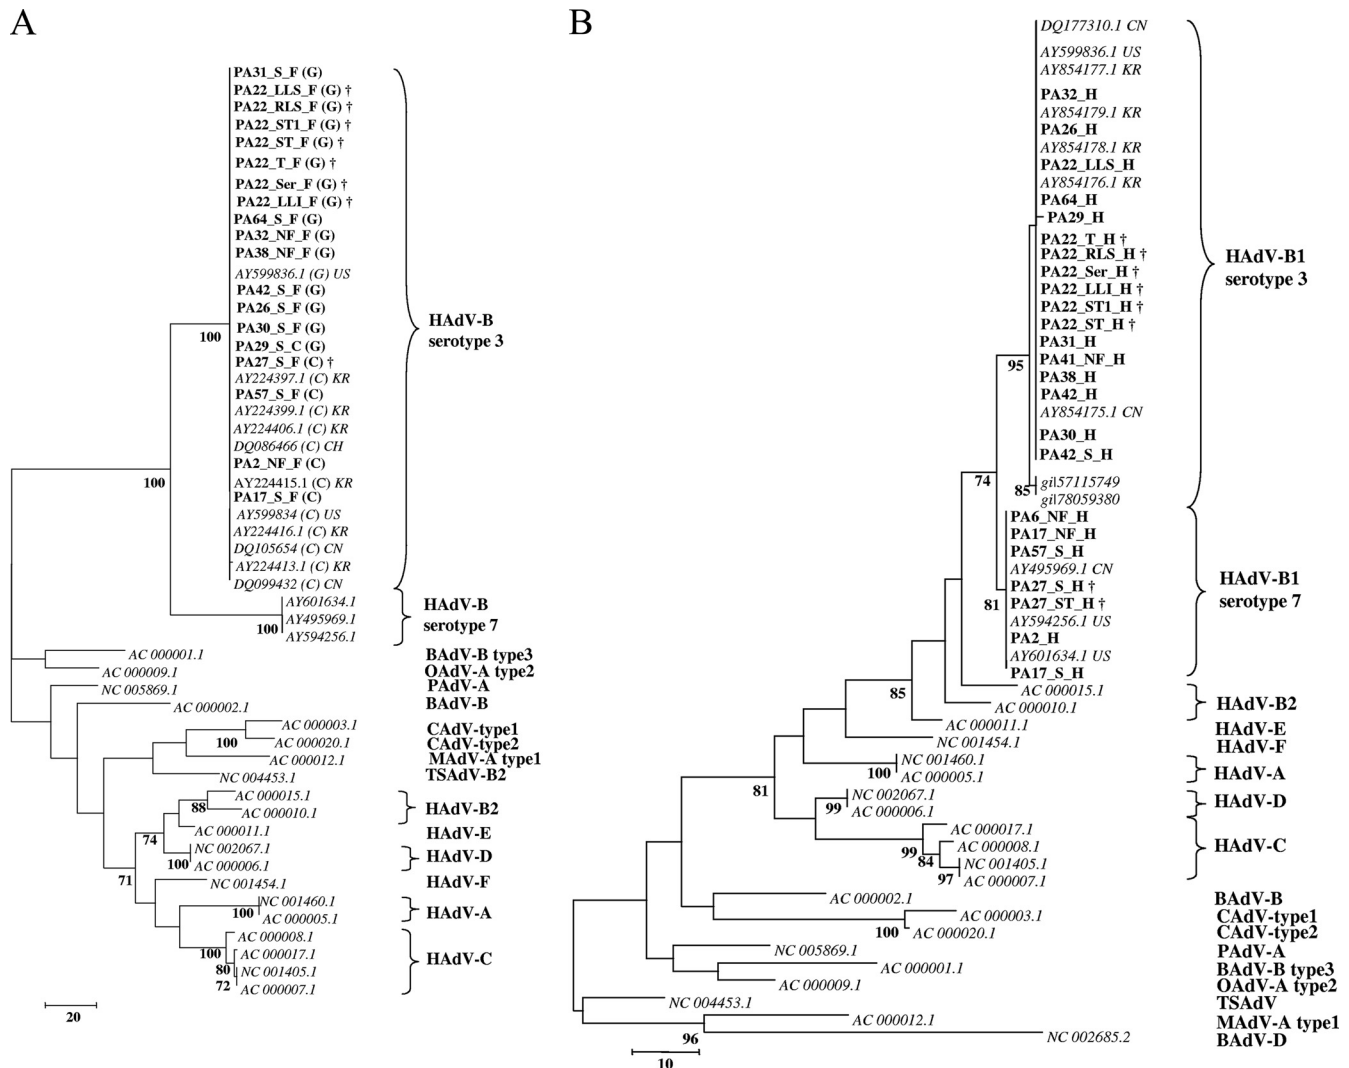 A
PA31_S_F (G)
PA22_LLS_F (G) †
PA22_RLS_F (G) †
PA22_ST1_F (G) †
PA22_ST_F (G) †
PA22_T_F (G) †
PA22_Ser_F (G) †
PA22_LLI_F (G) †
PA64_S_F (G)
PA32_NF_F (G)
PA38_NF_F (G)
AY599836.1 (G) US
PA42_S_F (G)
PA26_S_F (G)
PA30_S_F (G)
PA29_S_C (G)
PA27_S_F (C) †
AY224397.1 (C) KR
PA57_S_F (C)
AY224399.1 (C) KR
AY224406.1 (C) KR
DQ086466 (C) CH
PA2_NF_F (C)
AY224415.1 (C) KR
PA17_S_F (C)
AY599834 (C) US
AY224416.1 (C) KR
DQ105654 (C) CN
AY224413.1 (C) KR
DQ099432 (C) CN
AY601634.1
AY495969.1
AY594256.1
AC 000001.1
AC 000009.1
NC 005869.1
AC 000002.1
AC 000003.1
AC 000020.1
AC 000012.1
NC 004453.1
AC 000015.1
AC 000010.1
AC 000011.1
NC 002067.1
AC 000006.1
NC 001454.1
NC 001460.1
AC 000005.1
AC 000008.1
AC 000017.1
NC 001405.1
AC 000007.1
100
100
100
100
88
74
100
71
100
100
80
72
20
HAdV-B
serotype 3
HAdV-B
serotype 7
BAdV-B type3
OAdV-A type2
PAdV-A
BAdV-B
CAdV-type1
CAdV-type2
MAdV-A type1
TSAdV-B2
HAdV-B2
HAdV-E
HAdV-D
HAdV-F
HAdV-A
HAdV-C
B
DQ177310.1 CN
AY599836.1 US
AY854177.1 KR
PA32_H
AY854179.1 KR
PA26_H
AY854178.1 KR
PA22_LLS_H
AY854176.1 KR
PA64_H
PA29_H
PA22_T_H †
PA22_RLS_H †
PA22_Ser_H †
PA22_LLI_H †
PA22_ST1_H †
PA22_ST_H †
PA31_H
PA41_NF_H
PA38_H
PA42_H
AY854175.1 CN
PA30_H
PA42_S_H
gi|57115749
gi|78059380
PA6_NF_H
PA17_NF_H
PA57_S_H
AY495969.1 CN
PA27_S_H †
PA27_ST_H †
AY594256.1 US
PA2_H
AY601634.1 US
PA17_S_H
AC 000015.1
AC 000010.1
AC 000011.1
NC 001454.1
NC 001460.1
AC 000005.1
NC 002067.1
AC 000006.1
AC 000017.1
AC 000008.1
NC 001405.1
AC 000007.1
AC 000002.1
AC 000003.1
AC 000020.1
NC 005869.1
AC 000001.1
AC 000009.1
NC 004453.1
AC 000012.1
NC 002685.2
95
74
85
81
85
100
81
99
99
84
97
100
96
10
HAdV-B1
serotype 3
HAdV-B1
serotype 7
HAdV-B2
HAdV-E
HAdV-F
HAdV-A
HAdV-D
HAdV-C
BAdV-B
CAdV-type1
CAdV-type2
PAdV-A
BAdV-B type3
OAdV-A type2
TSAdV
MAdV-A type1
BAdV-D